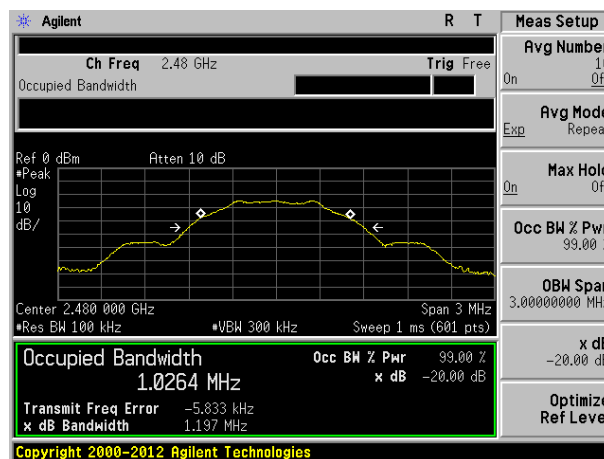 Agilent R T Meas Setup
Avg Number
On
Ch Freq 2.48 GHz Trig Free
Occupied Bandwidth
Avg Mode
Exp Repea
Ref 0 dBm Atten 10 dB
#Peak
Log
10
dB/
Max Hold
On
Occ BW % Pwr
99.00 %
Center 2.480 000 GHz Span 3 MHz
#Res BW 100 kHz #VBW 300 kHz Sweep 1 ms (601 pts)
OBW Span
3.00000000 MHz
Occupied Bandwidth Occ BW % Pwr 99.00 %
1.0264 MHz x dB -20.00 dB
Transmit Freq Error -5.833 kHz
x dB Bandwidth 1.197 MHz
x dB
-20.00 dB
Optimize
Ref Level
Copyright 2000-2012 Agilent Technologies